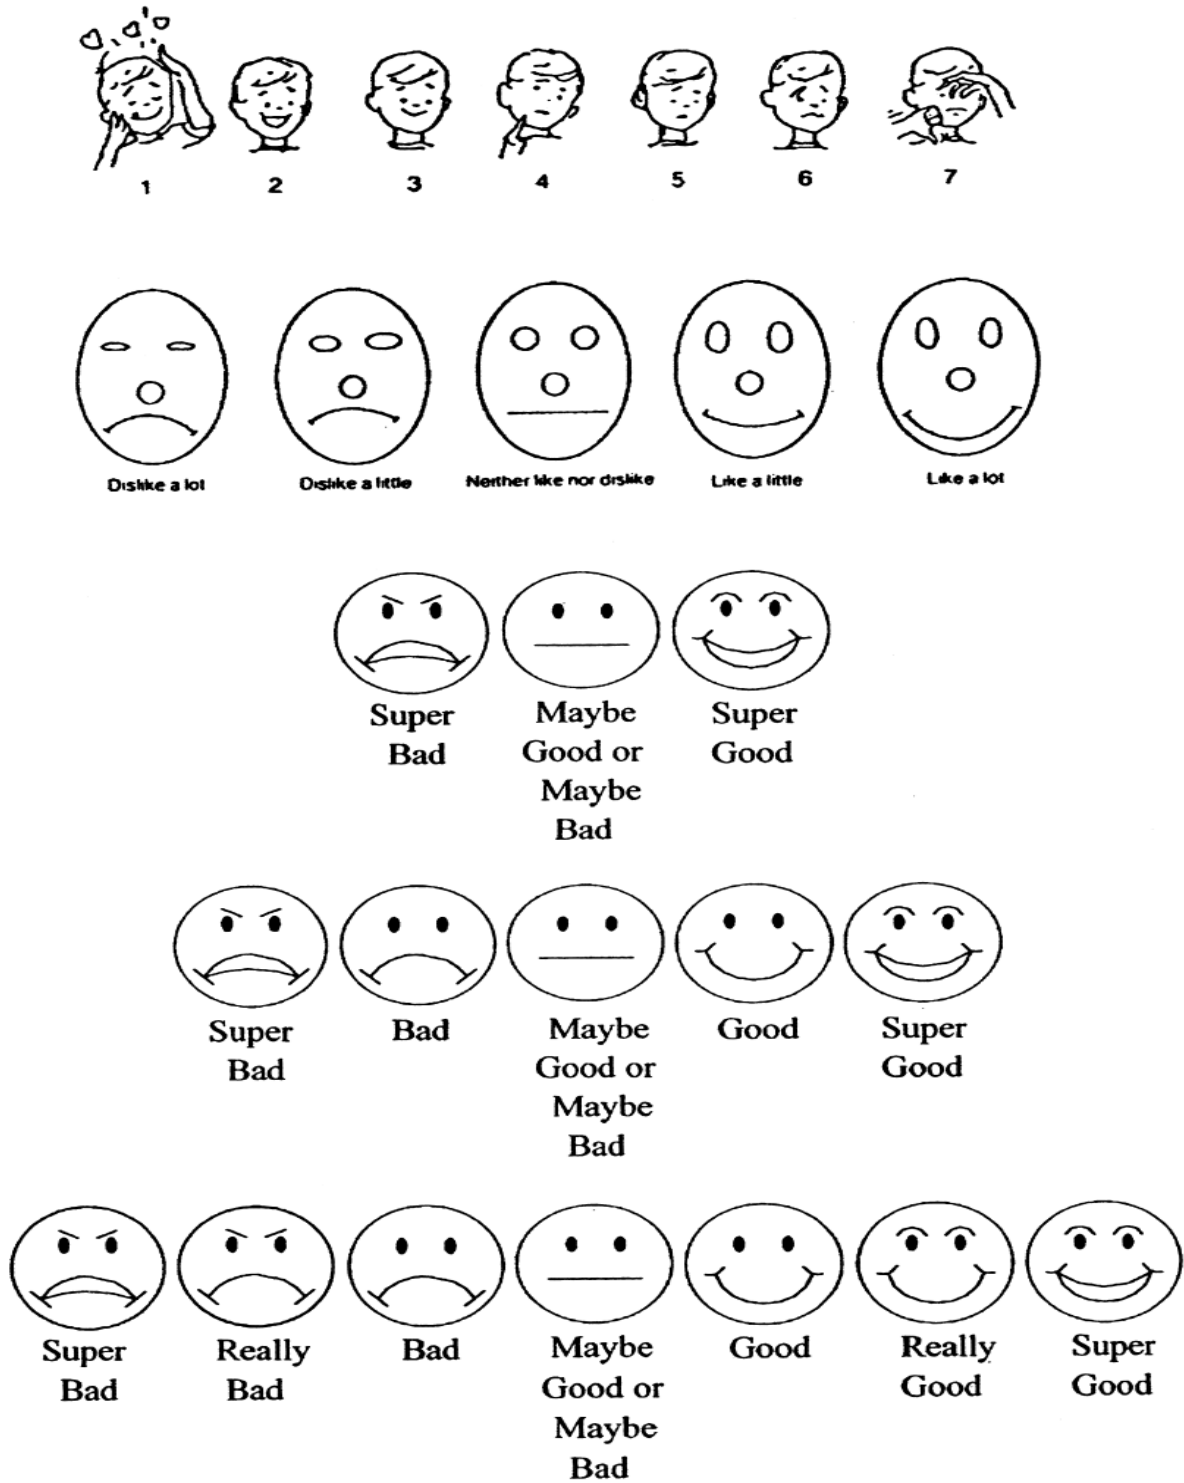 1 2 3 4 5 6 7
Dislike a lot Dislike a little Neither like nor dislike Like a little Like a lot
Super Maybe Super
Bad Good or Good
Maybe
Bad
Super Bad Maybe Good Super
Bad Good or Good
Maybe
Bad
Super Really Bad Maybe Good Really Super
Bad Bad Good or Good Good
Maybe
Bad